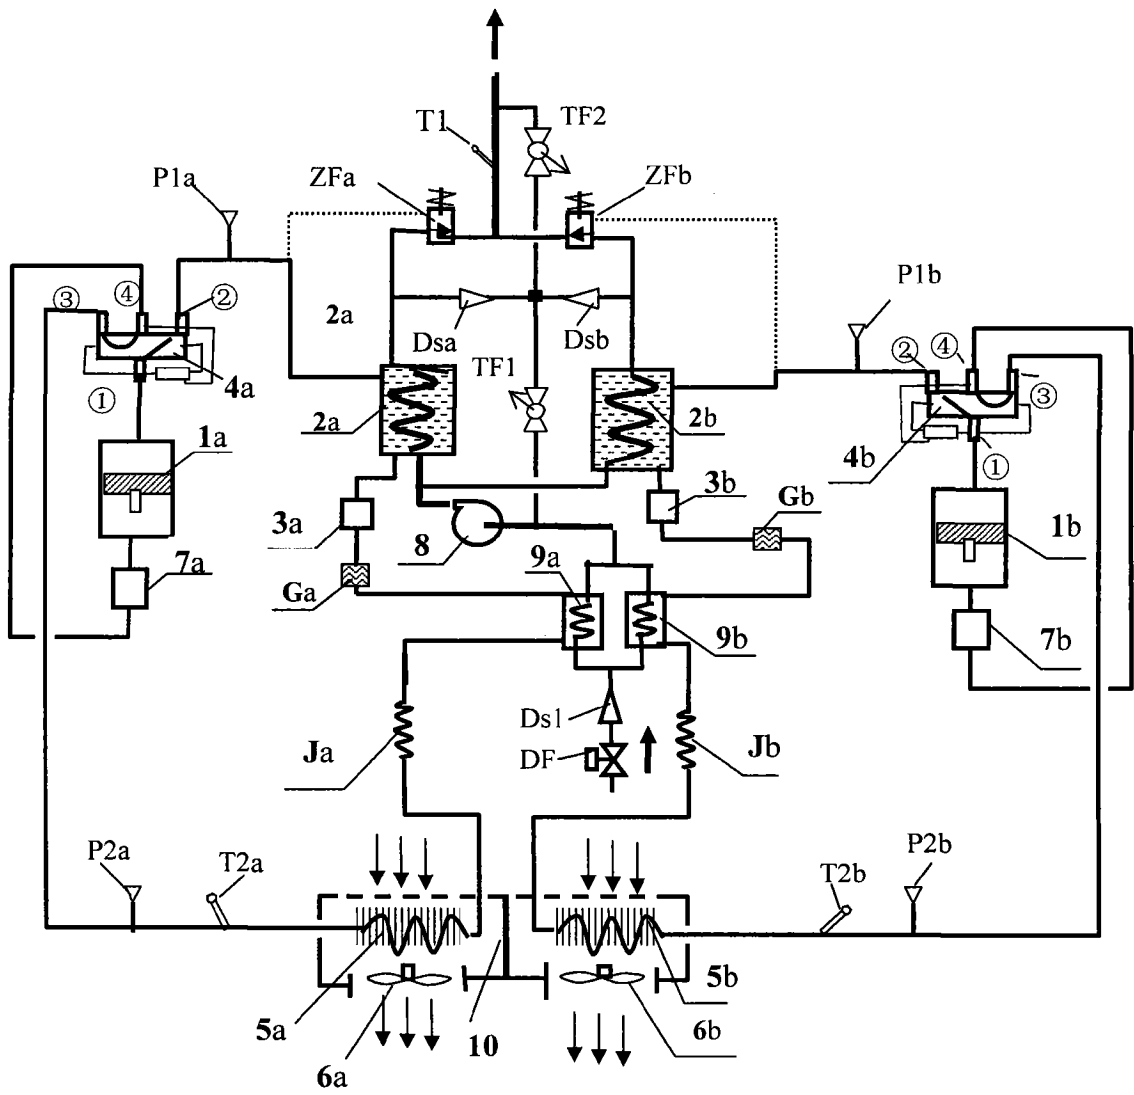 T1
TF2
P1a
ZFa
ZFb
③
④
②
P1b
2a
Dsa
Dsb
②
④
③
4a
TF1
①
2a
2b
1a
4b
①
3a
3b
Gb
8
9a
1b
7a
Ga
9b
7b
Ds1
Ja
DF
Jb
P2a
T2a
T2b
P2b
5a
10
5b
6b
6a